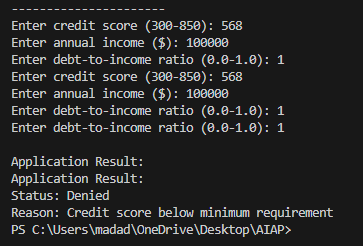 ----------------------
Enter credit score (300-850): 568
Enter annual income ($): 100000
Enter debt-to-income ratio (0.0-1.0): 1
Enter credit score (300-850): 568
Enter annual income ($): 100000
Enter debt-to-income ratio (0.0-1.0): 1
Enter debt-to-income ratio (0.0-1.0): 1

Application Result:
Application Result:
Status: Denied
Reason: Credit score below minimum requirement
PS C:\Users\madad\OneDrive\Desktop\AIAP>